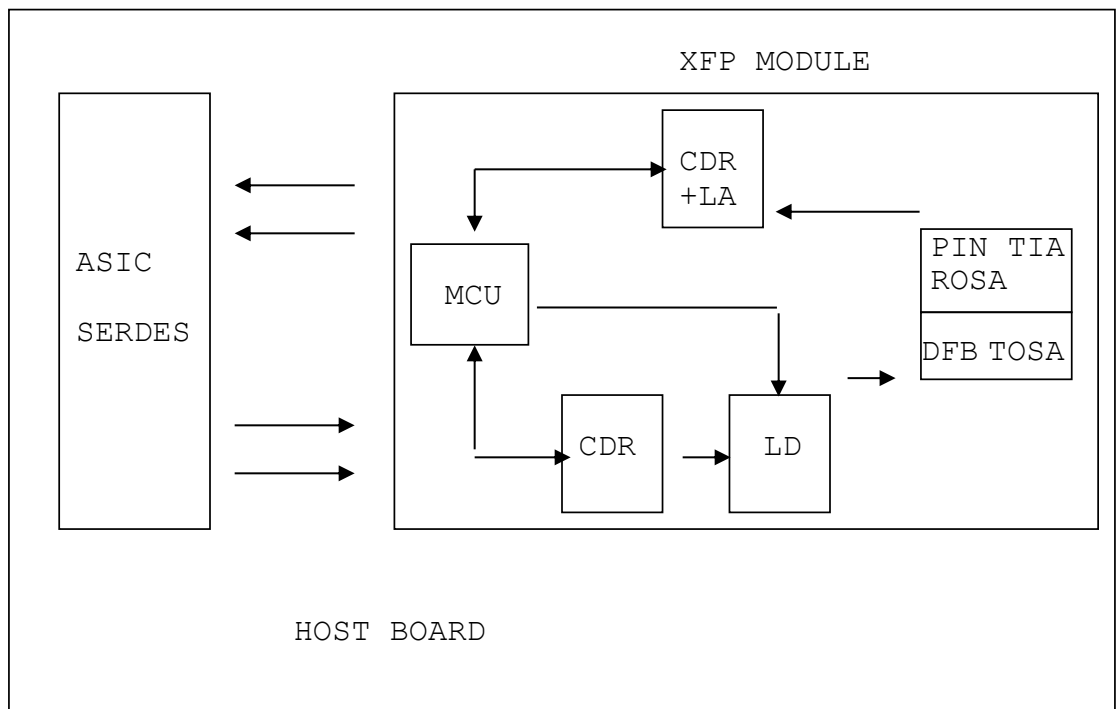 XFP MODULE
CDR
+LA
ASIC
SERDES
MCU
PIN TIA
ROSA
DFB TOSA
CDR
LD
HOST BOARD